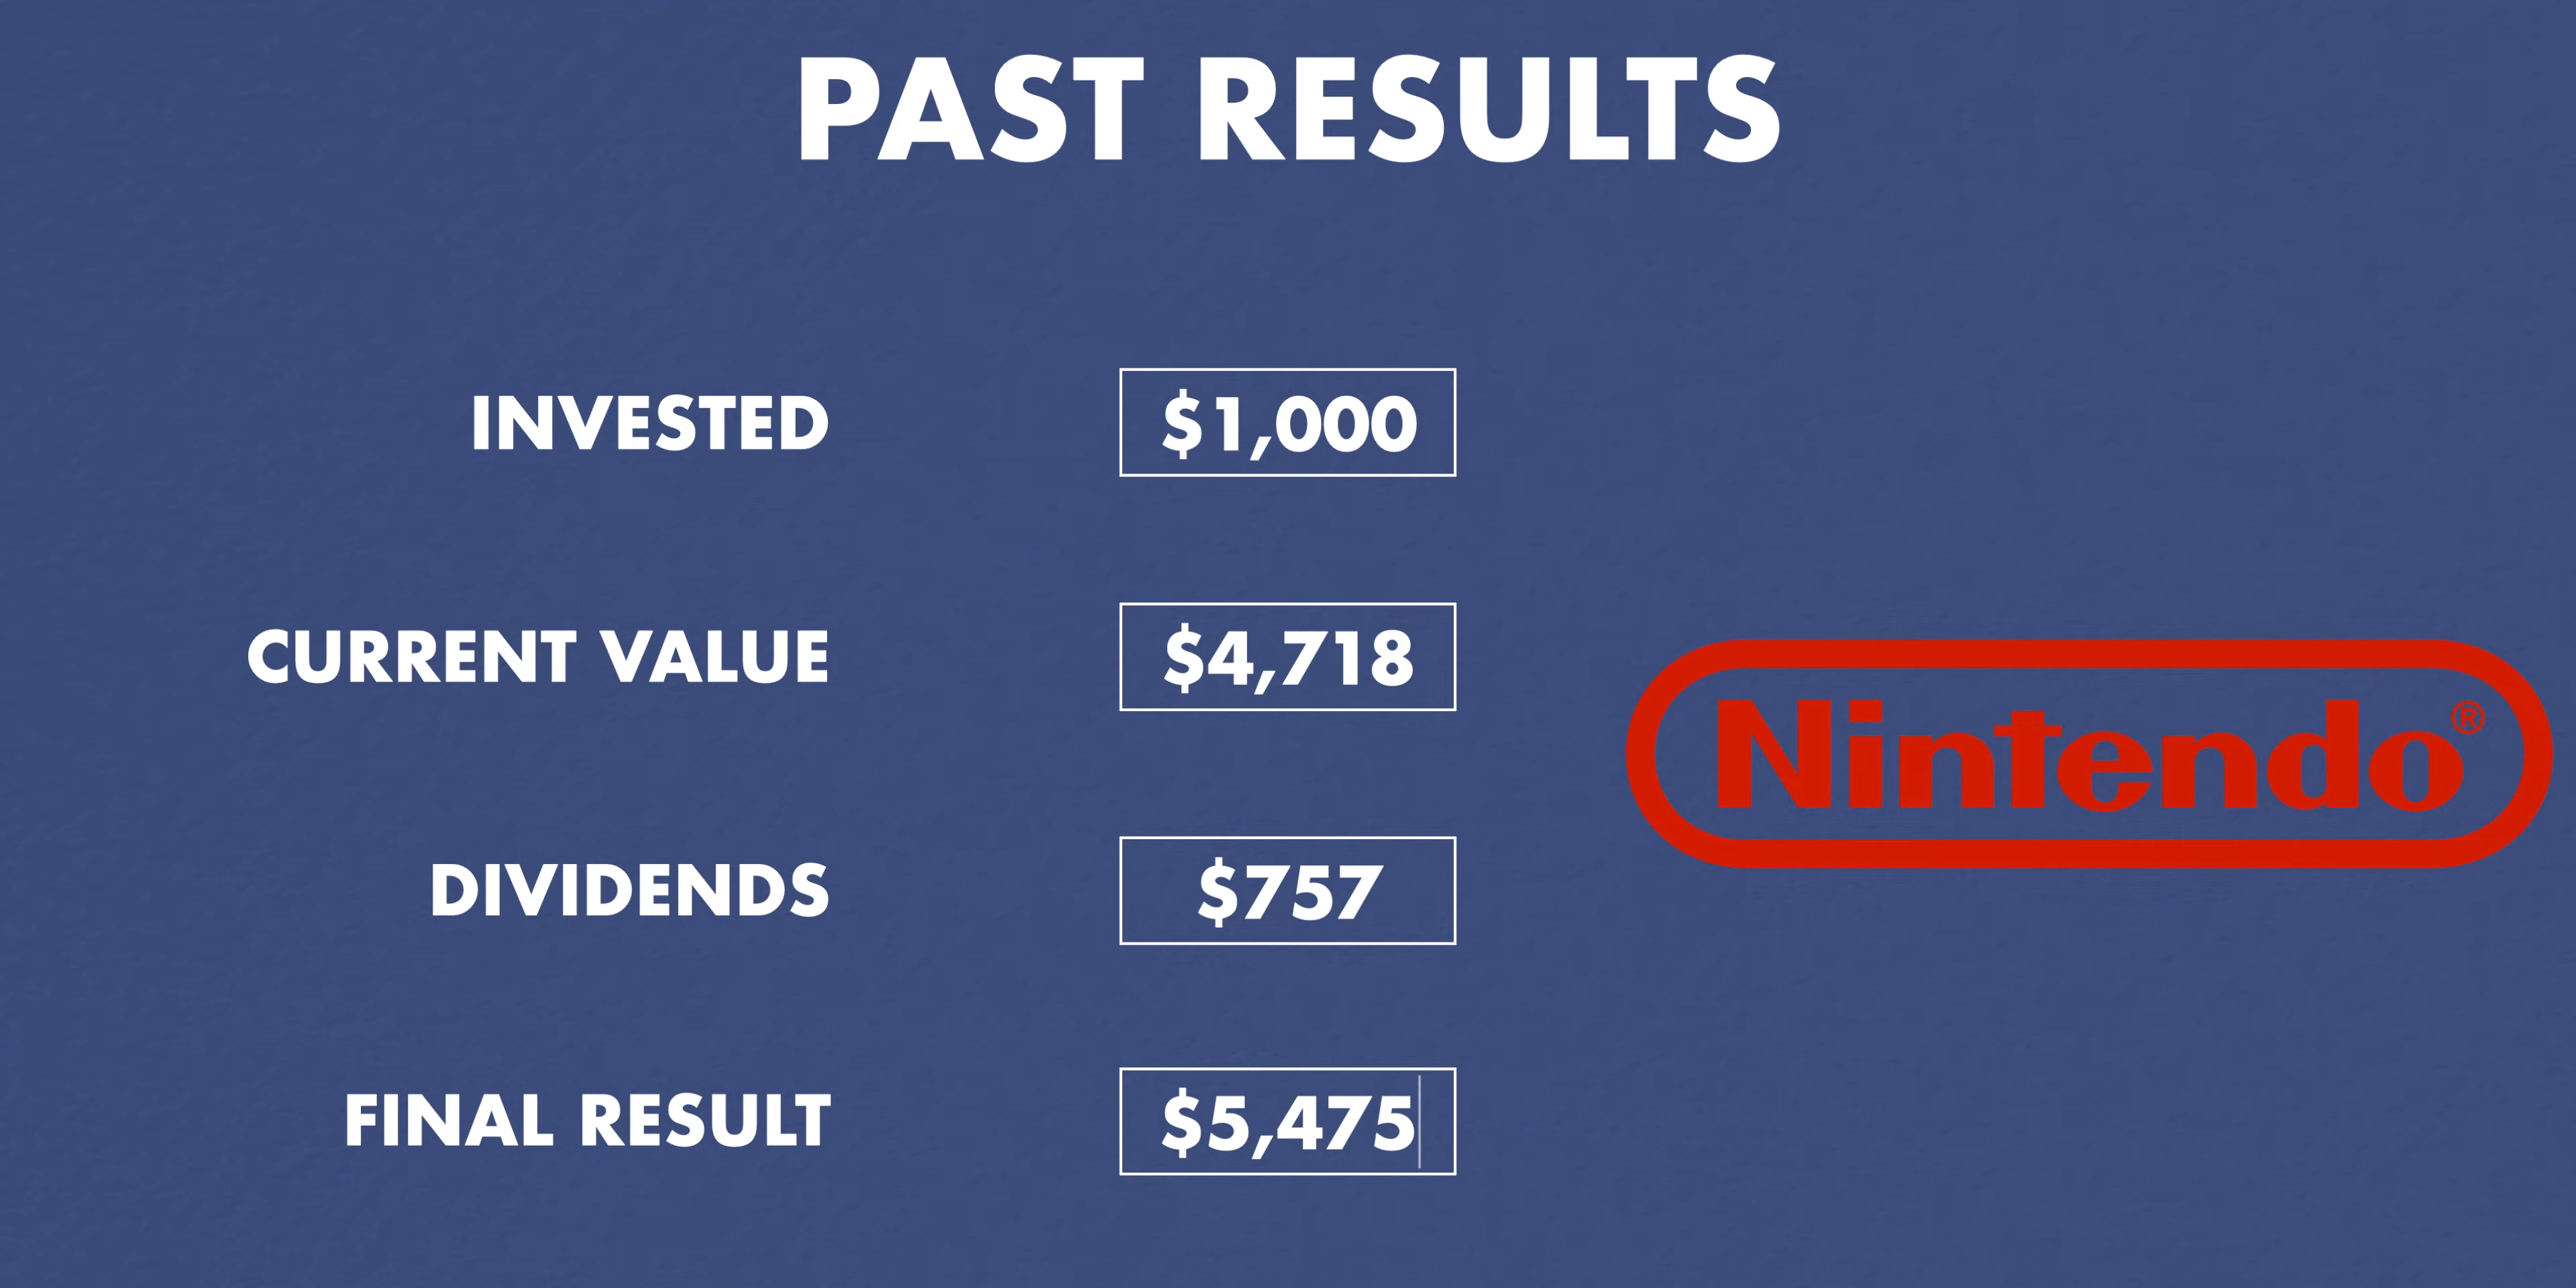 PAST RESULTS
INVESTED $1,000
CURRENT VALUE $4,718
Nintendo®
DIVIDENDS $757
FINAL RESULT $5,475